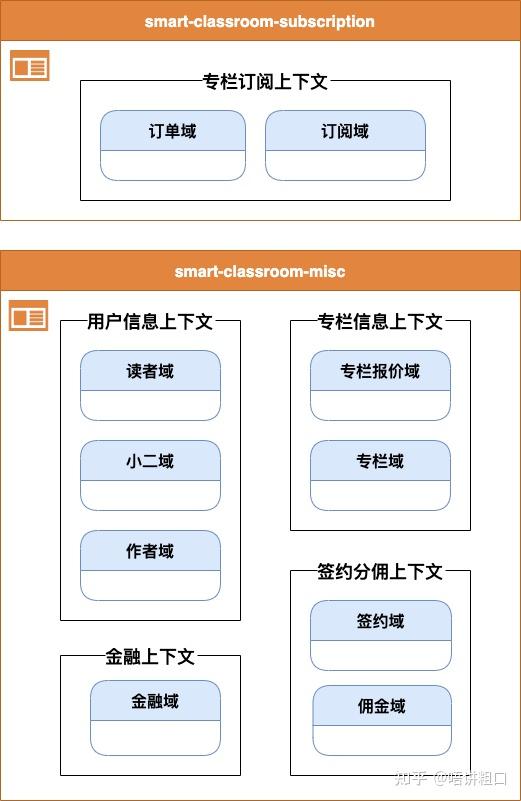 smart-classroom-subscription
专栏订阅上下文
订单域
订阅域
smart-classroom-misc
用户信息上下文
读者域
小二域
作者域
金融上下文
金融域
专栏信息上下文
专栏报价域
专栏域
签约分佣上下文
签约域
佣金域
知乎 @唔讲粗口